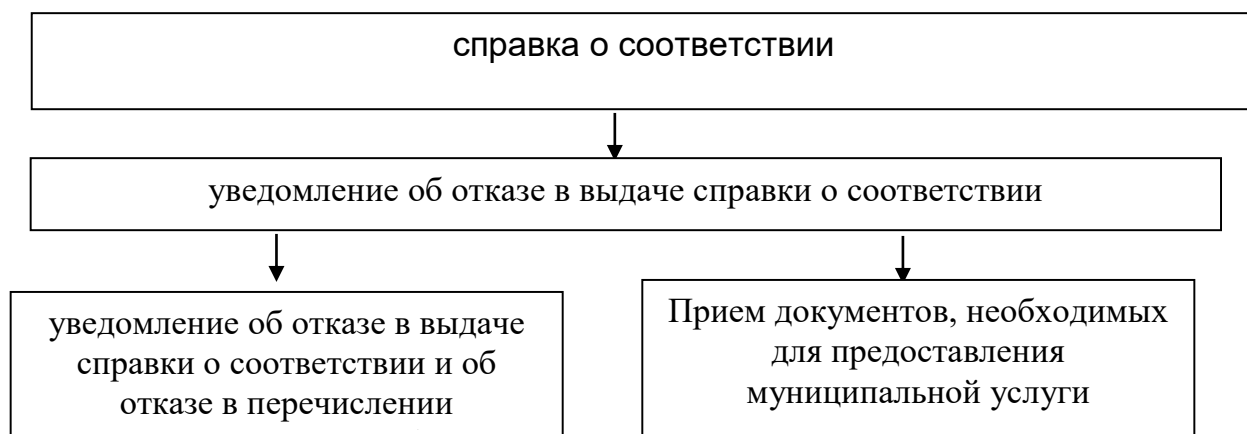 справка о соответствии
уведомление об отказе в выдаче справки о соответствии
уведомление об отказе в выдаче
справки о соответствии и об
отказе в перечислении
Прием документов, необходимых
для предоставления
муниципальной услуги